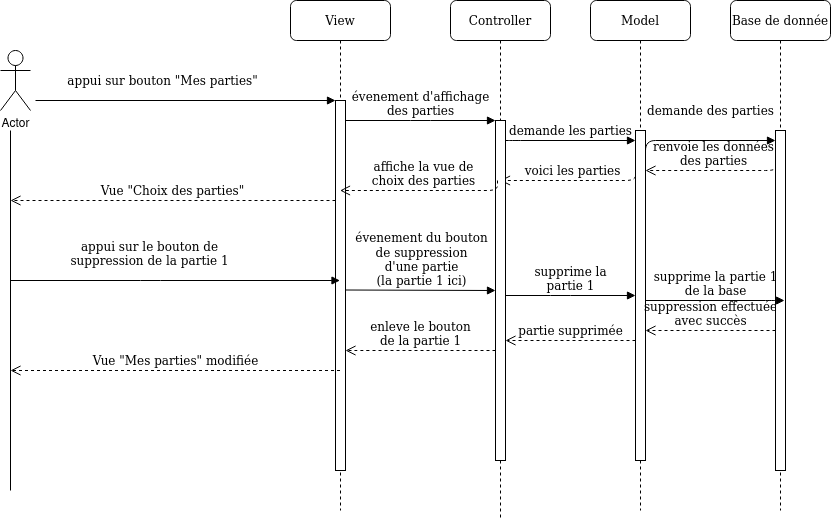 View
Controller
Model
Base de donnée
Actor
appui sur bouton "Mes parties"
évenement d'affichage
des parties
demande les parties
demande des parties
renvoie les données
des parties
voici les parties
affiche la vue de
choix des parties
Vue "Choix des parties"
appui sur le bouton de
suppression de la partie 1
évenement du bouton
de suppression
d'une partie
(la partie 1 ici)
supprime la
partie 1
supprime la partie 1
de la base
suppression effectuée
avec succès
partie supprimée
enleve le bouton
de la partie 1
Vue "Mes parties" modifiée